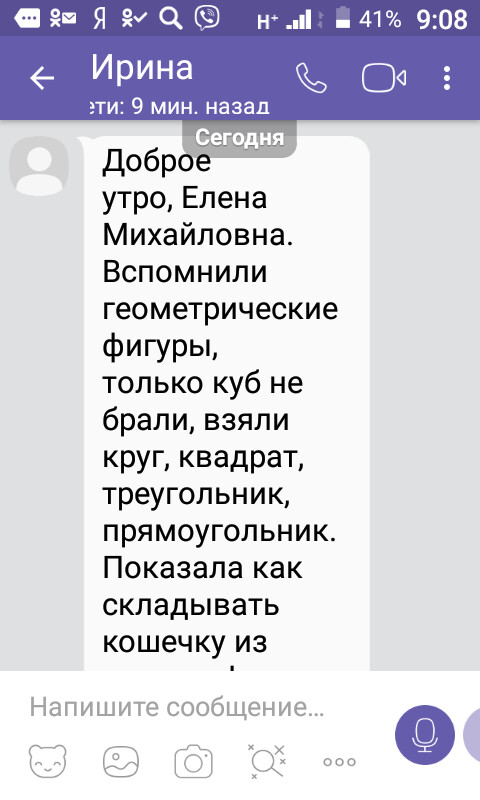 Я H+ 41% 9:08
Ирина
ети: 9 мин. назад
Сегодня
Доброе
утро, Елена
Михайловна.
Вспомнили
геометрические
фигуры,
только куб не
брали, взяли
круг, квадрат,
треугольник,
прямоугольник.
Показала как
складывать
кошечку из
Напишите сообщение...